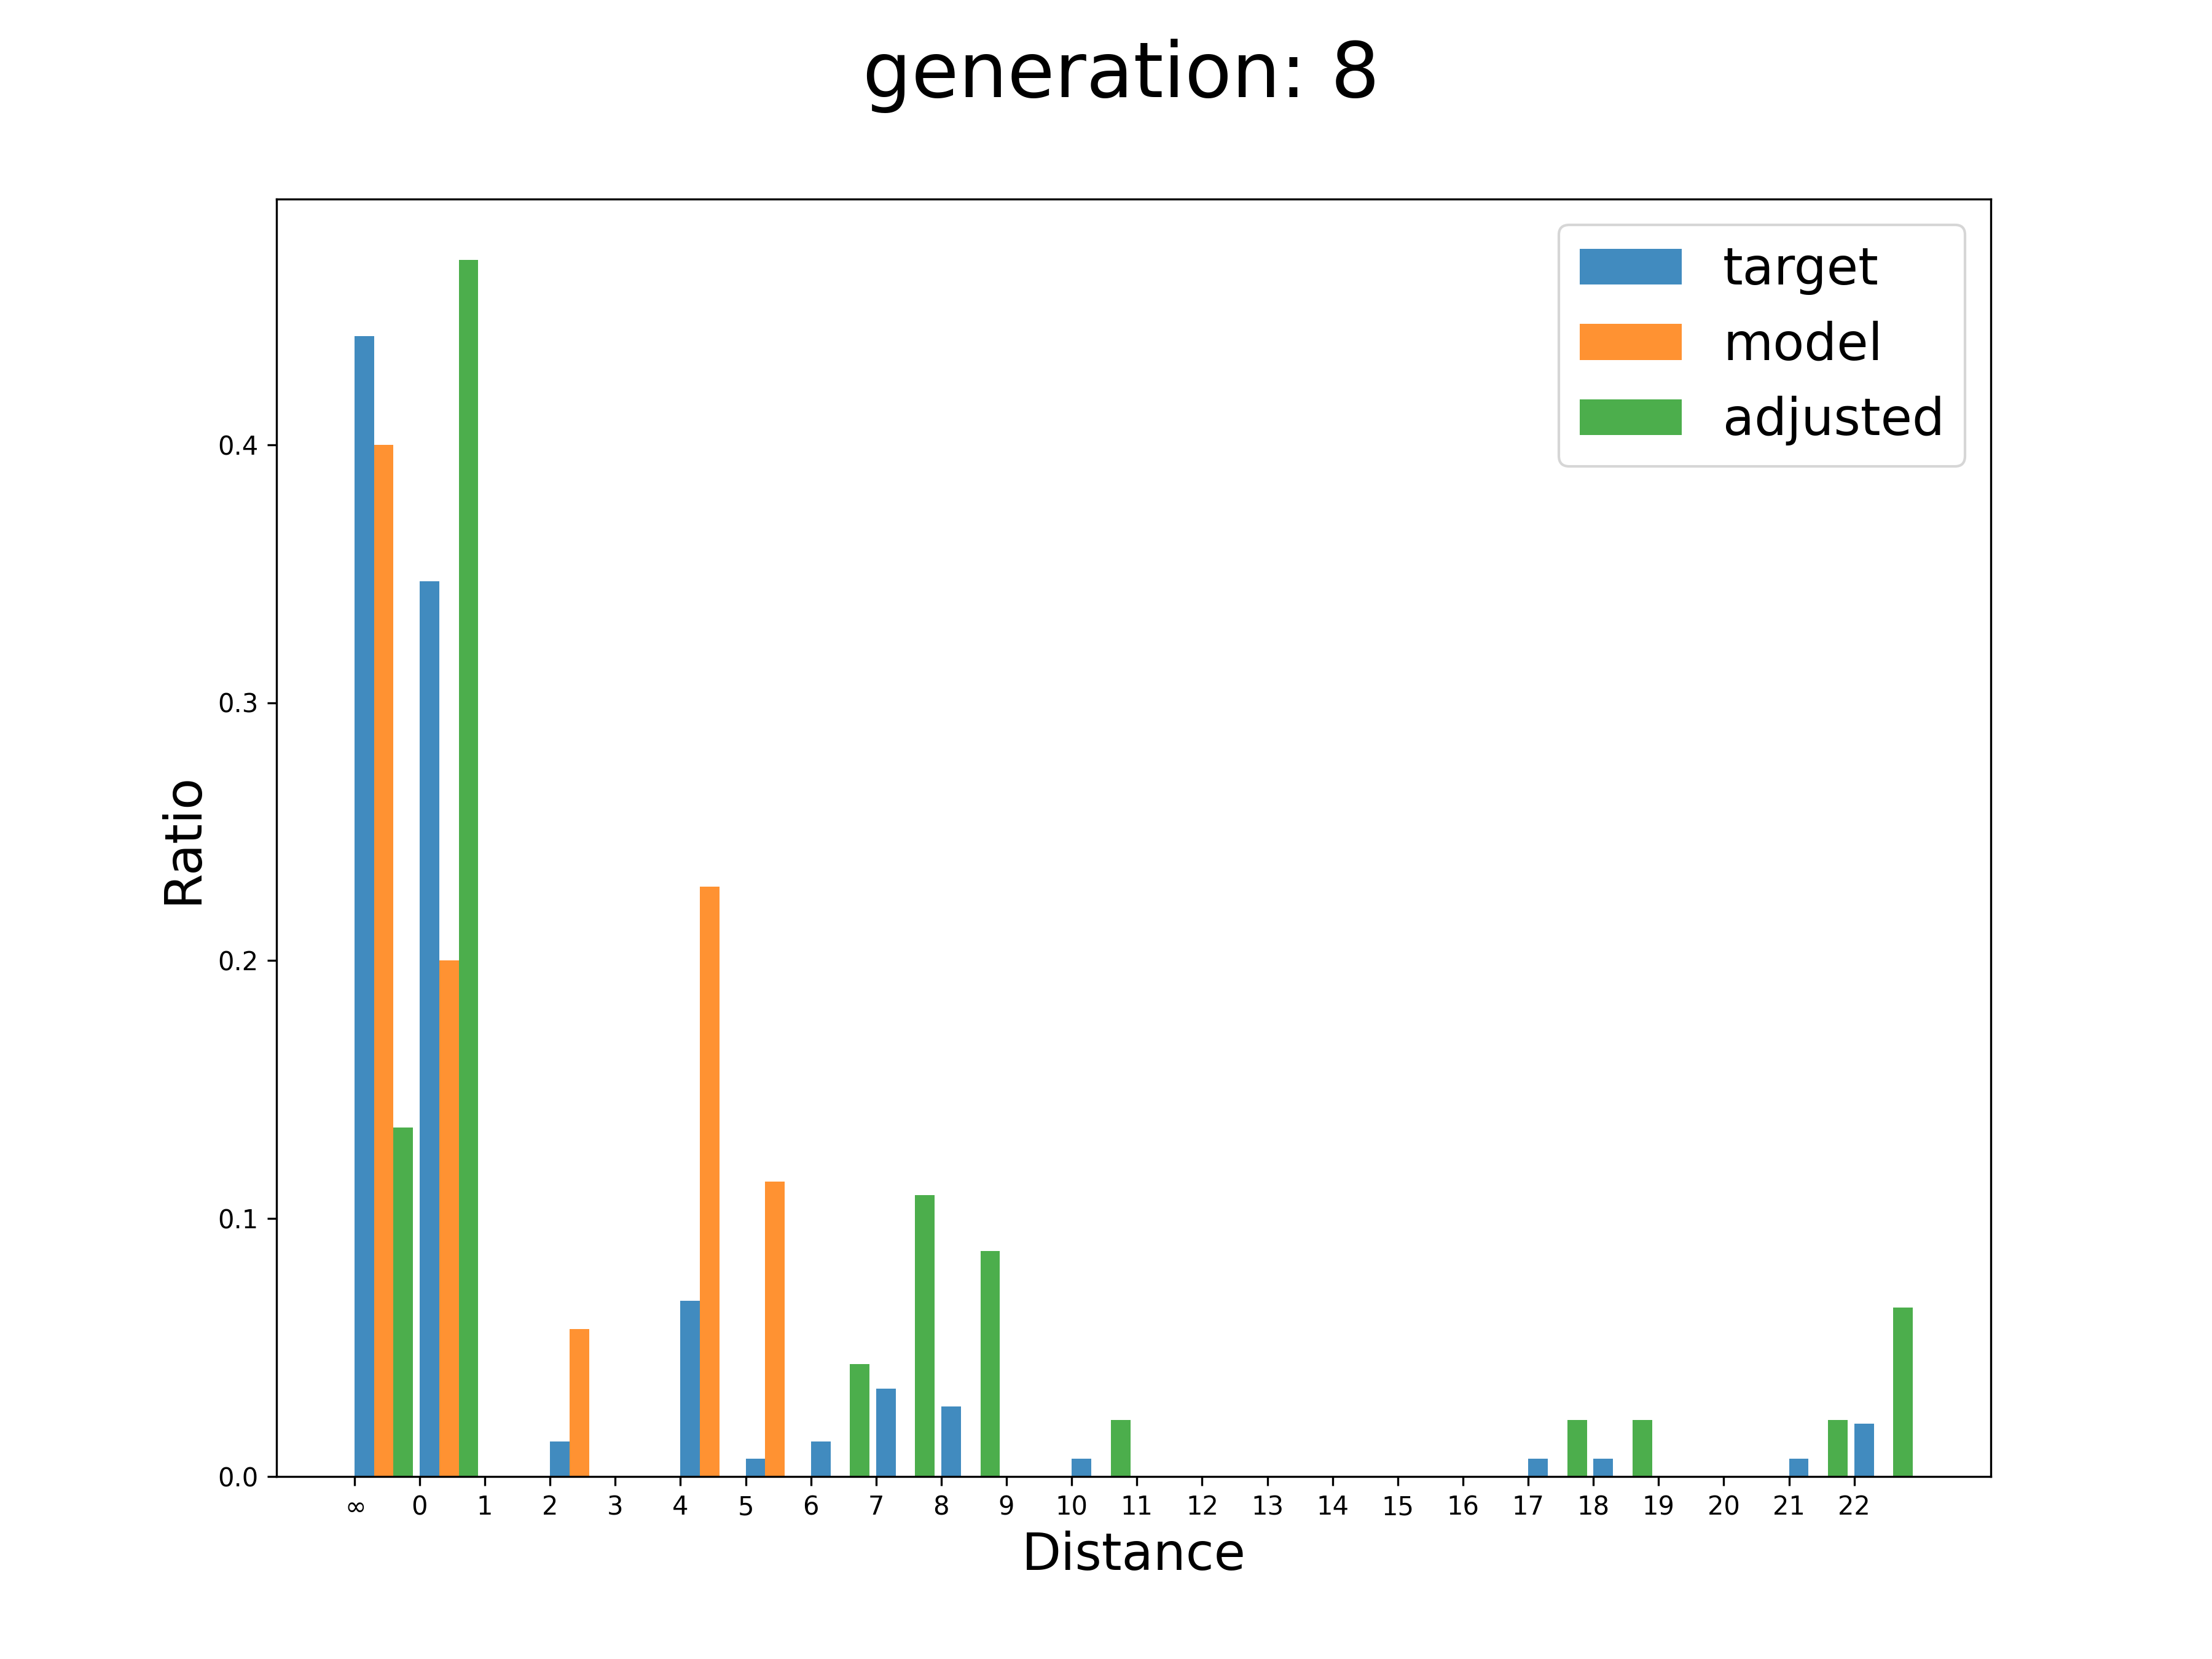 generation: 8
target
model
adjusted
Ratio
0.4
0.3
0.2
0.1
0.0
∞ 0 1 2 3 4 5 6 7 8 9 10 11 12 13 14 15 16 17 18 19 20 21 22
Distance